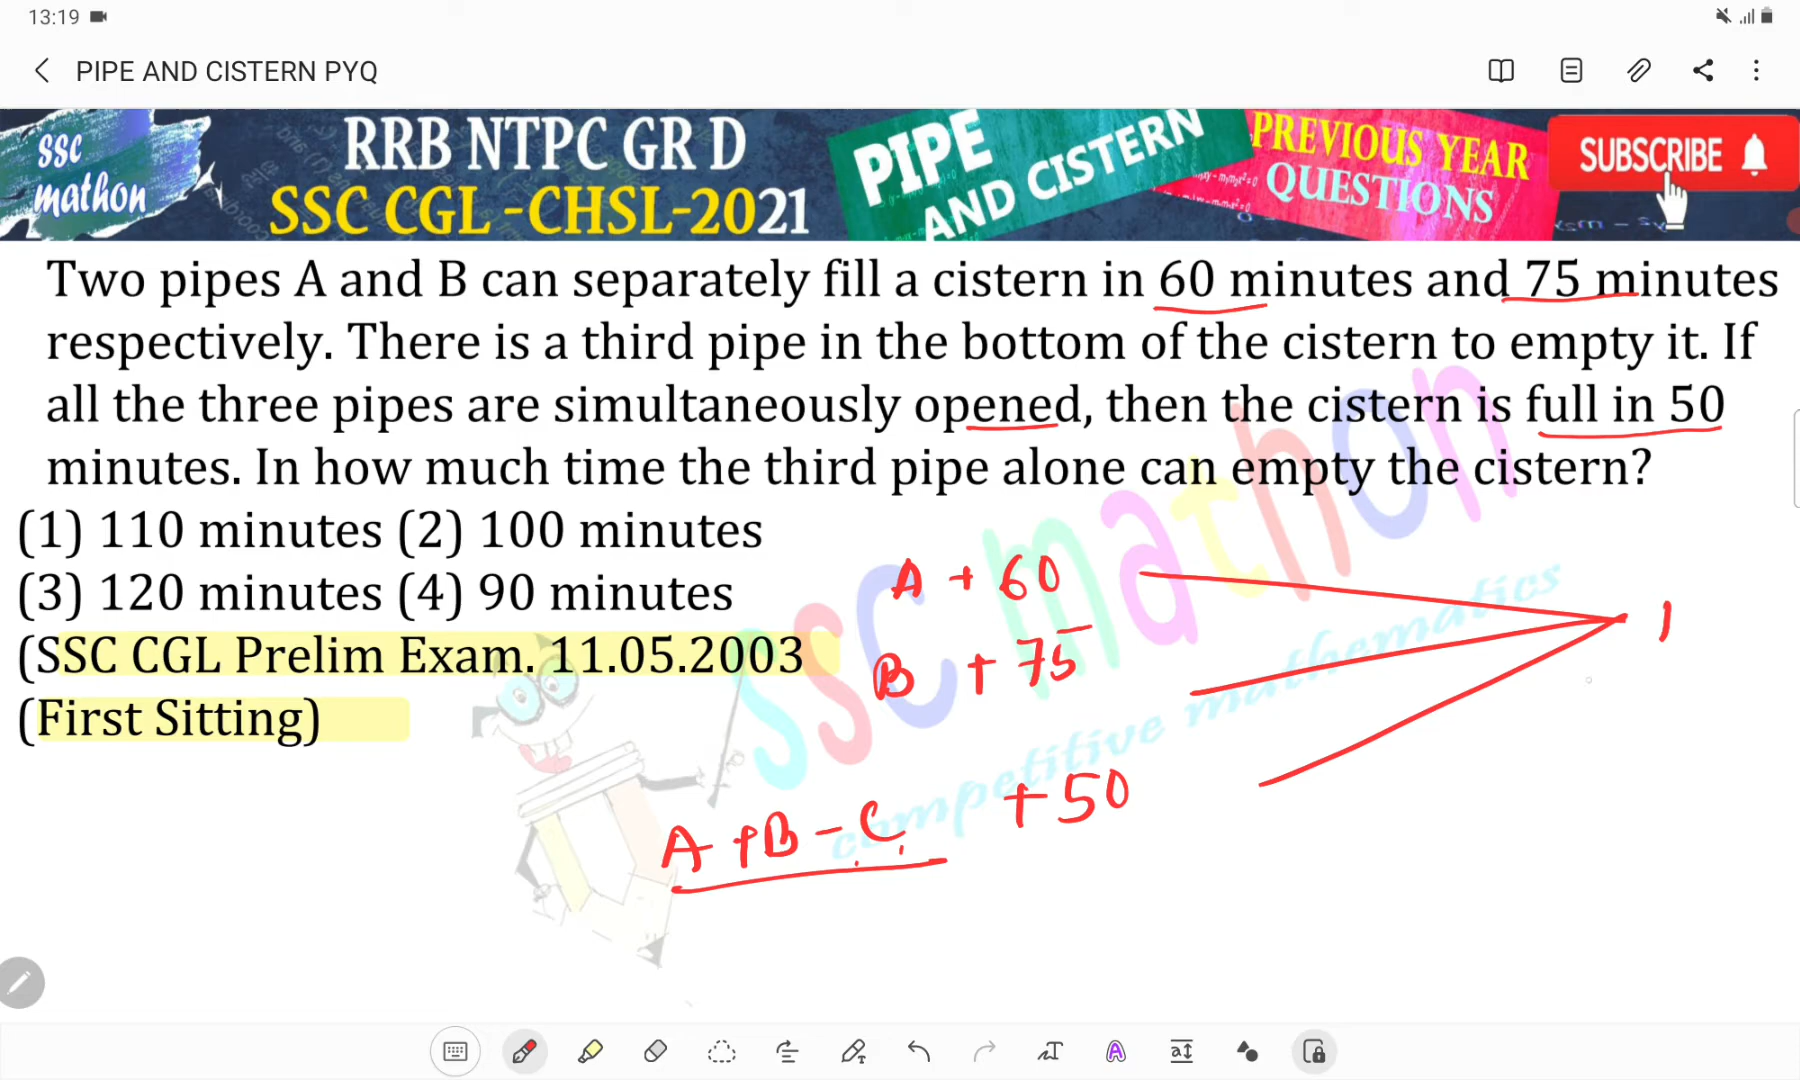 13:19
PIPE AND CISTERN PYQ
SSC
mathon
RRB NTPC GR D
SSC CGL -CHSL-2021
PIPE
AND CISTERN
PREVIOUS YEAR
QUESTIONS
SUBSCRIBE
Two pipes A and B can separately fill a cistern in 60 minutes and 75 minutes
respectively. There is a third pipe in the bottom of the cistern to empty it. If
all the three pipes are simultaneously opened, then the cistern is full in 50
minutes. In how much time the third pipe alone can empty the cistern?
(1) 110 minutes (2) 100 minutes
(3) 120 minutes (4) 90 minutes
(SSC CGL Prelim Exam. 11.05.2003
(First Sitting)
A + 60
B + 75
1
A + B - C + 50
SSC mathon
competitive mathematics